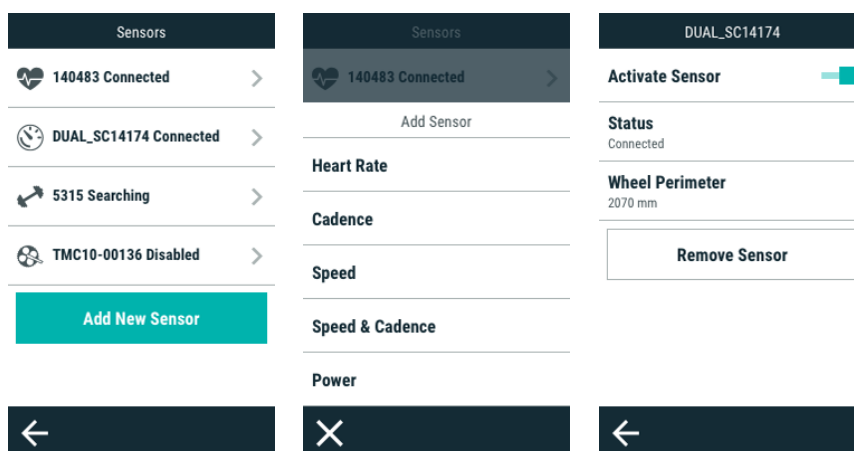 Sensors
140483 Connected
DUAL_SC14174 Connected
5315 Searching
TMC10-00136 Disabled
Add New Sensor
Sensors
140483 Connected
Add Sensor
Heart Rate
Cadence
Speed
Speed & Cadence
Power
DUAL_SC14174
Activate Sensor
Status
Connected
Wheel Perimeter
2070 mm
Remove Sensor